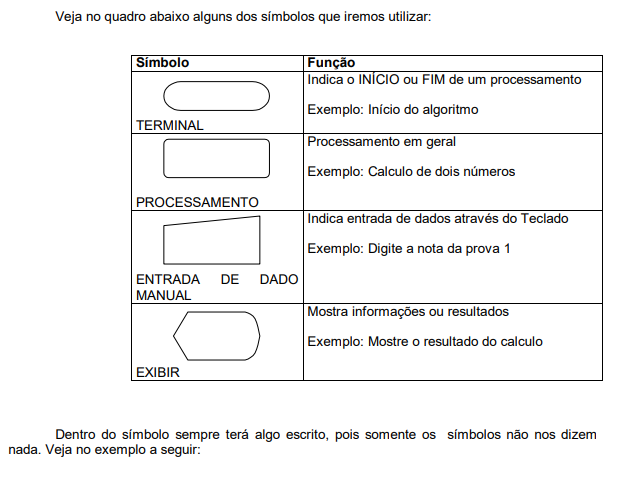 Veja no quadro abaixo alguns dos símbolos que iremos utilizar:
Símbolo
Função
TERMINAL
Indica o INÍCIO ou FIM de um processamento
Exemplo: Início do algoritmo
PROCESSAMENTO
Processamento em geral
Exemplo: Calculo de dois números
ENTRADA DE DADO
MANUAL
Indica entrada de dados através do Teclado
Exemplo: Digite a nota da prova 1
EXIBIR
Mostra informações ou resultados
Exemplo: Mostre o resultado do calculo
Dentro do símbolo sempre terá algo escrito, pois somente os símbolos não nos dizem
nada. Veja no exemplo a seguir: